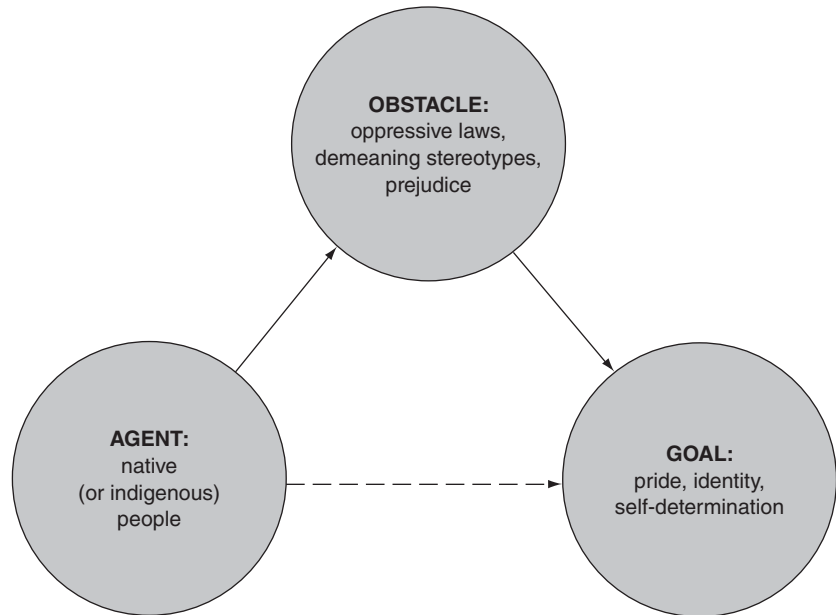 OBSTACLE:
oppressive laws,
demeaning stereotypes,
prejudice
AGENT:
native
(or indigenous)
people
GOAL:
pride, identity,
self-determination